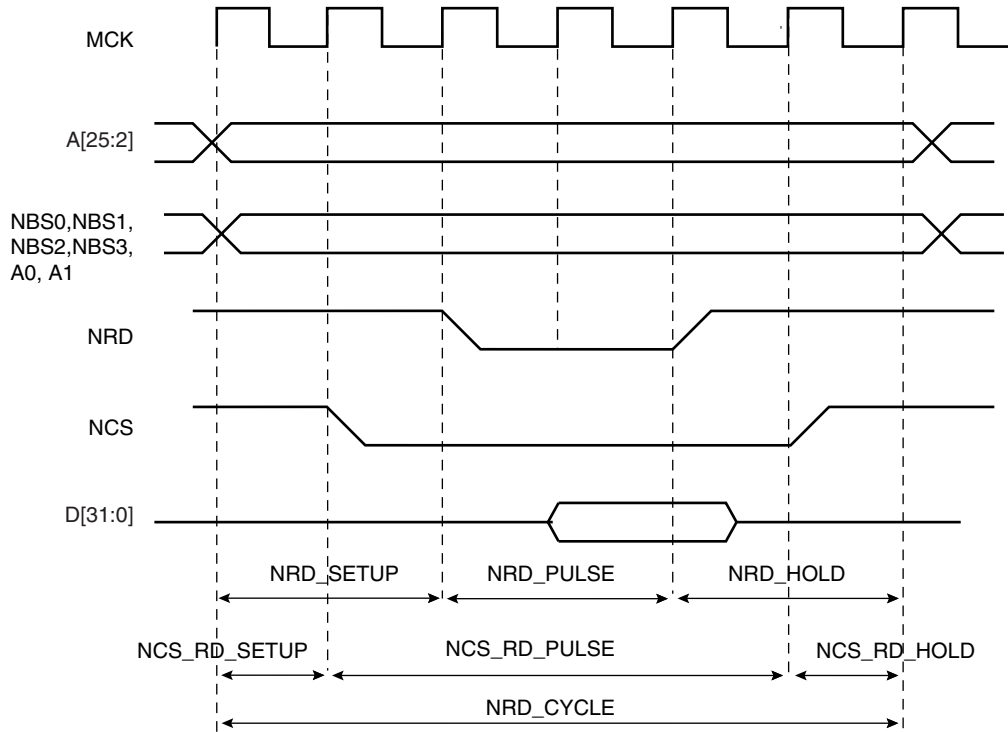 MCK
A[25:2]
NBS0,NBS1,
NBS2,NBS3,
A0, A1
NRD
NCS
D[31:0]
NRD_SETUP
NRD_PULSE
NRD_HOLD
NCS_RD_SETUP
NCS_RD_PULSE
NCS_RD_HOLD
NRD_CYCLE